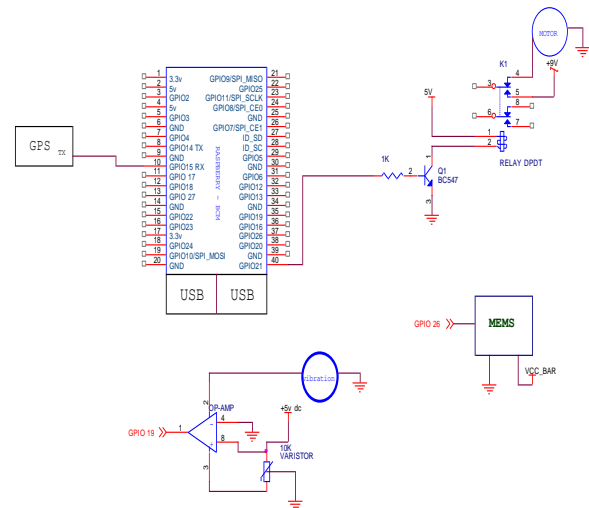 MOTOR
K1
+9V
3
4
5
6
8
7
5V
1
2
RELAY DPDT
1K
2
1
Q1
BC547
3
GPS
TX
1 3.3v GPIO9/SPI_MISO 21
2 5v GPIO25 22
3 GPIO2 GPIO11/SPI_SCLK 23
4 5v GPIO8/SPI_CE0 24
5 GPIO3 GND 25
6 GND GPIO7/SPI_CE1 26
7 GPIO4 ID_SD 27
8 GPIO14 TX ID_SC 28
9 GND GPIO5 29
10 GPIO15 RX GND 30
11 GPIO 17 GPIO6 31
12 GPIO18 GPIO12 32
13 GPIO 27 GPIO13 33
14 GND GND 34
15 GPIO22 GPIO19 35
16 GPIO23 GPIO16 36
17 3.3v GPIO26 37
18 GPIO24 GPIO20 38
19 GPIO10/SPI_MOSI GND 39
20 GND GPIO21 40
RASPBERRY - BCM
USB USB
GPIO 26
MEMS
VCC_BAR
vibration
OP-AMP
2
+5v dc
GPIO 19
1
4
8
3
-
+
10K
VARISTOR